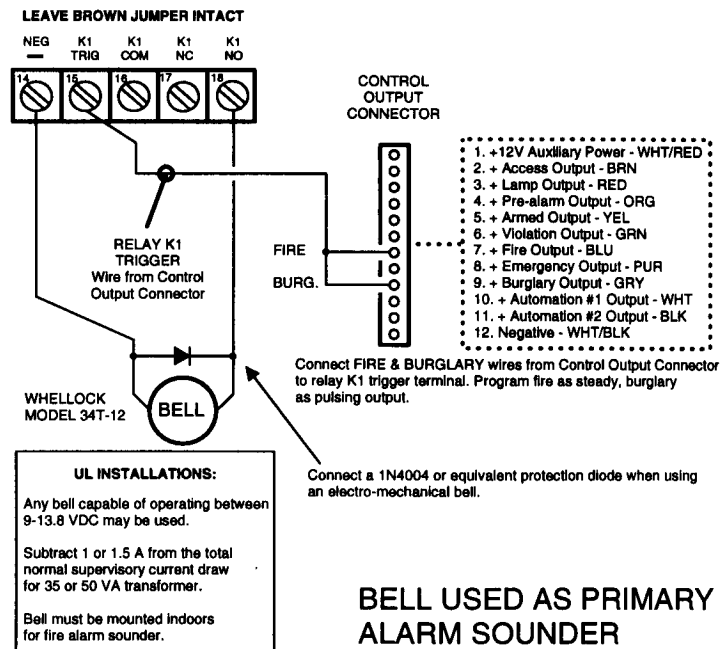 LEAVE BROWN JUMPER INTACT
NEG K1 K1 K1 K1
— TRIG COM NC NO
14 15 16 17 18
CONTROL
OUTPUT
CONNECTOR
1. +12V Auxiliary Power - WHT/RED
2. + Access Output - BRN
3. + Lamp Output - RED
4. + Pre-alarm Output - ORG
5. + Armed Output - YEL
6. + Violation Output - GRN
7. + Fire Output - BLU
8. + Emergency Output - PUR
9. + Burglary Output - GRY
10. + Automation #1 Output - WHT
11. + Automation #2 Output - BLK
12. Negative - WHT/BLK
RELAY K1
TRIGGER
Wire from Control
Output Connector
FIRE
BURG.
Connect FIRE & BURGLARY wires from Control Output Connector
to relay K1 trigger terminal. Program fire as steady, burglary
as pulsing output.
WHELLOCK
MODEL 34T-12
BELL
Connect a 1N4004 or equivalent protection diode when using
an electro-mechanical bell.
UL INSTALLATIONS:
Any bell capable of operating between
9-13.8 VDC may be used.
Subtract 1 or 1.5 A from the total
normal supervisory current draw
for 35 or 50 VA transformer.
Bell must be mounted indoors
for fire alarm sounder.
BELL USED AS PRIMARY
ALARM SOUNDER